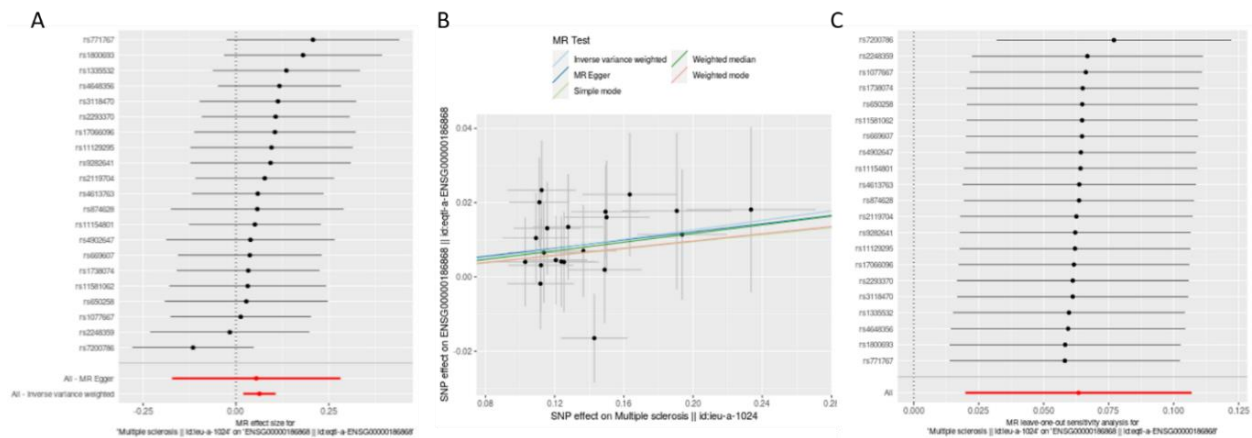 A
rs771767
rs1800693
rs1335532
rs4648356
rs3118470
rs2293370
rs17066096
rs11129295
rs9282641
rs2119704
rs4613763
rs874628
rs11154801
rs4902647
rs669607
rs1738074
rs11581062
rs650258
rs1077667
rs2248359
rs7200786
All - MR Egger
All - Inverse variance weighted
-0.25 0.00 0.25
MR effect size for
'Multiple sclerosis || id:ieu-a-1024' on 'ENSG00000186868 || id:eqtl-a-ENSG00000186868'
B
MR Test
Inverse variance weighted
MR Egger
Simple mode
Weighted median
Weighted mode
SNP effect on ENSG00000186868 || id:eqtl-a-ENSG00000186868
0.04
0.02
0.00
-0.02
0.08 0.12 0.16 0.20 0.24 0.28
SNP effect on Multiple sclerosis || id:ieu-a-1024
C
rs7200786
rs2248359
rs1077667
rs1738074
rs650258
rs11581062
rs669607
rs4902647
rs11154801
rs4613763
rs874628
rs2119704
rs9282641
rs11129295
rs17066096
rs2293370
rs3118470
rs1335532
rs4648356
rs1800693
rs771767
All
0.000 0.025 0.050 0.075 0.100 0.125
MR leave-one-out sensitivity analysis for
'Multiple sclerosis || id:ieu-a-1024' on 'ENSG00000186868 || id:eqtl-a-ENSG00000186868'